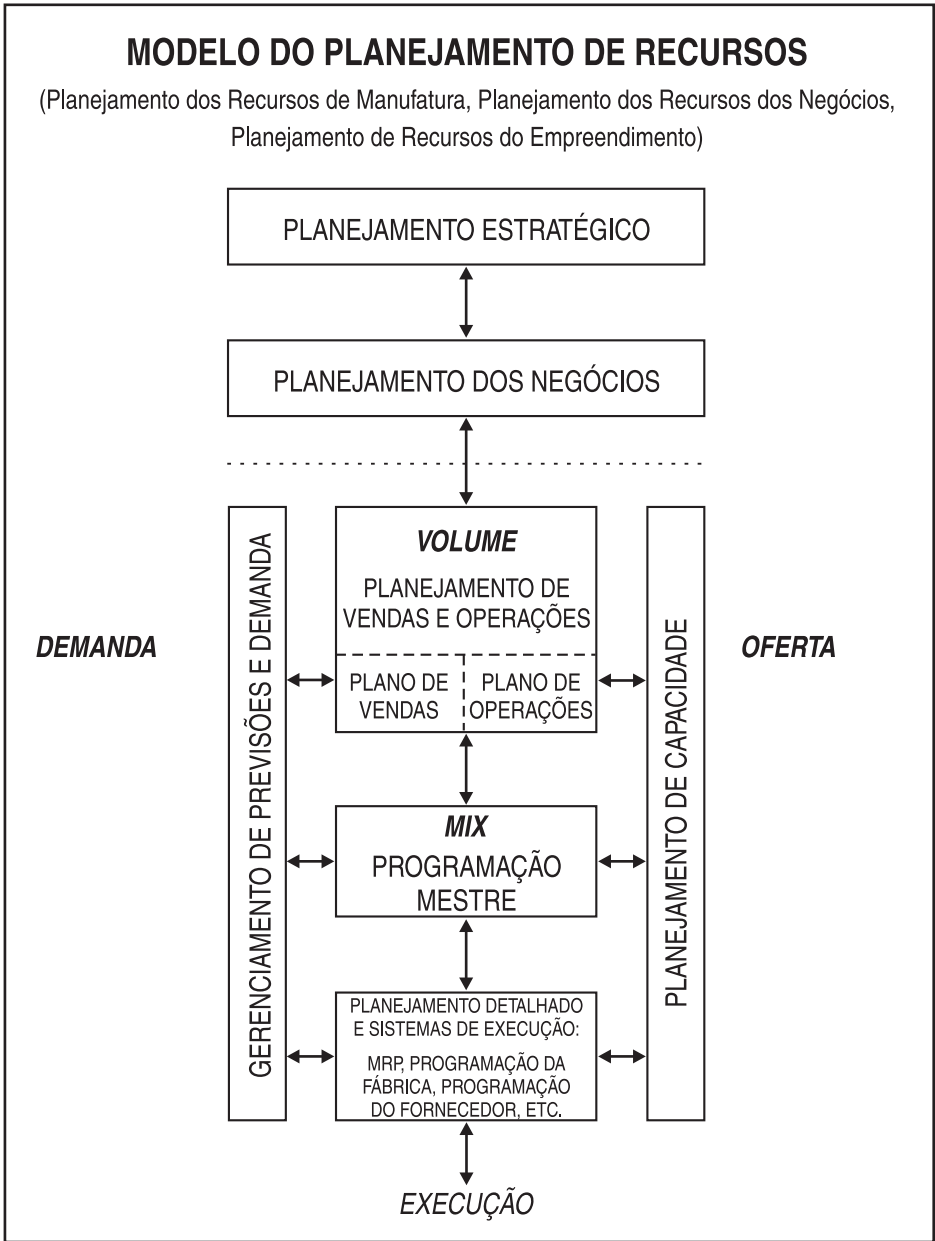 MODELO DO PLANEJAMENTO DE RECURSOS
(Planejamento dos Recursos de Manufatura, Planejamento dos Recursos dos Negócios,
Planejamento de Recursos do Empreendimento)
PLANEJAMENTO ESTRATÉGICO
PLANEJAMENTO DOS NEGÓCIOS
DEMANDA
GERENCIAMENTO DE PREVISÕES E DEMANDA
VOLUME
PLANEJAMENTO DE
VENDAS E OPERAÇÕES
PLANO DE
VENDAS
PLANO DE
OPERAÇÕES
MIX
PROGRAMAÇÃO
MESTRE
PLANEJAMENTO DETALHADO
E SISTEMAS DE EXECUÇÃO:
MRP, PROGRAMAÇÃO DA
FÁBRICA, PROGRAMAÇÃO
DO FORNECEDOR, ETC.
PLANEJAMENTO DE CAPACIDADE
OFERTA
EXECUÇÃO